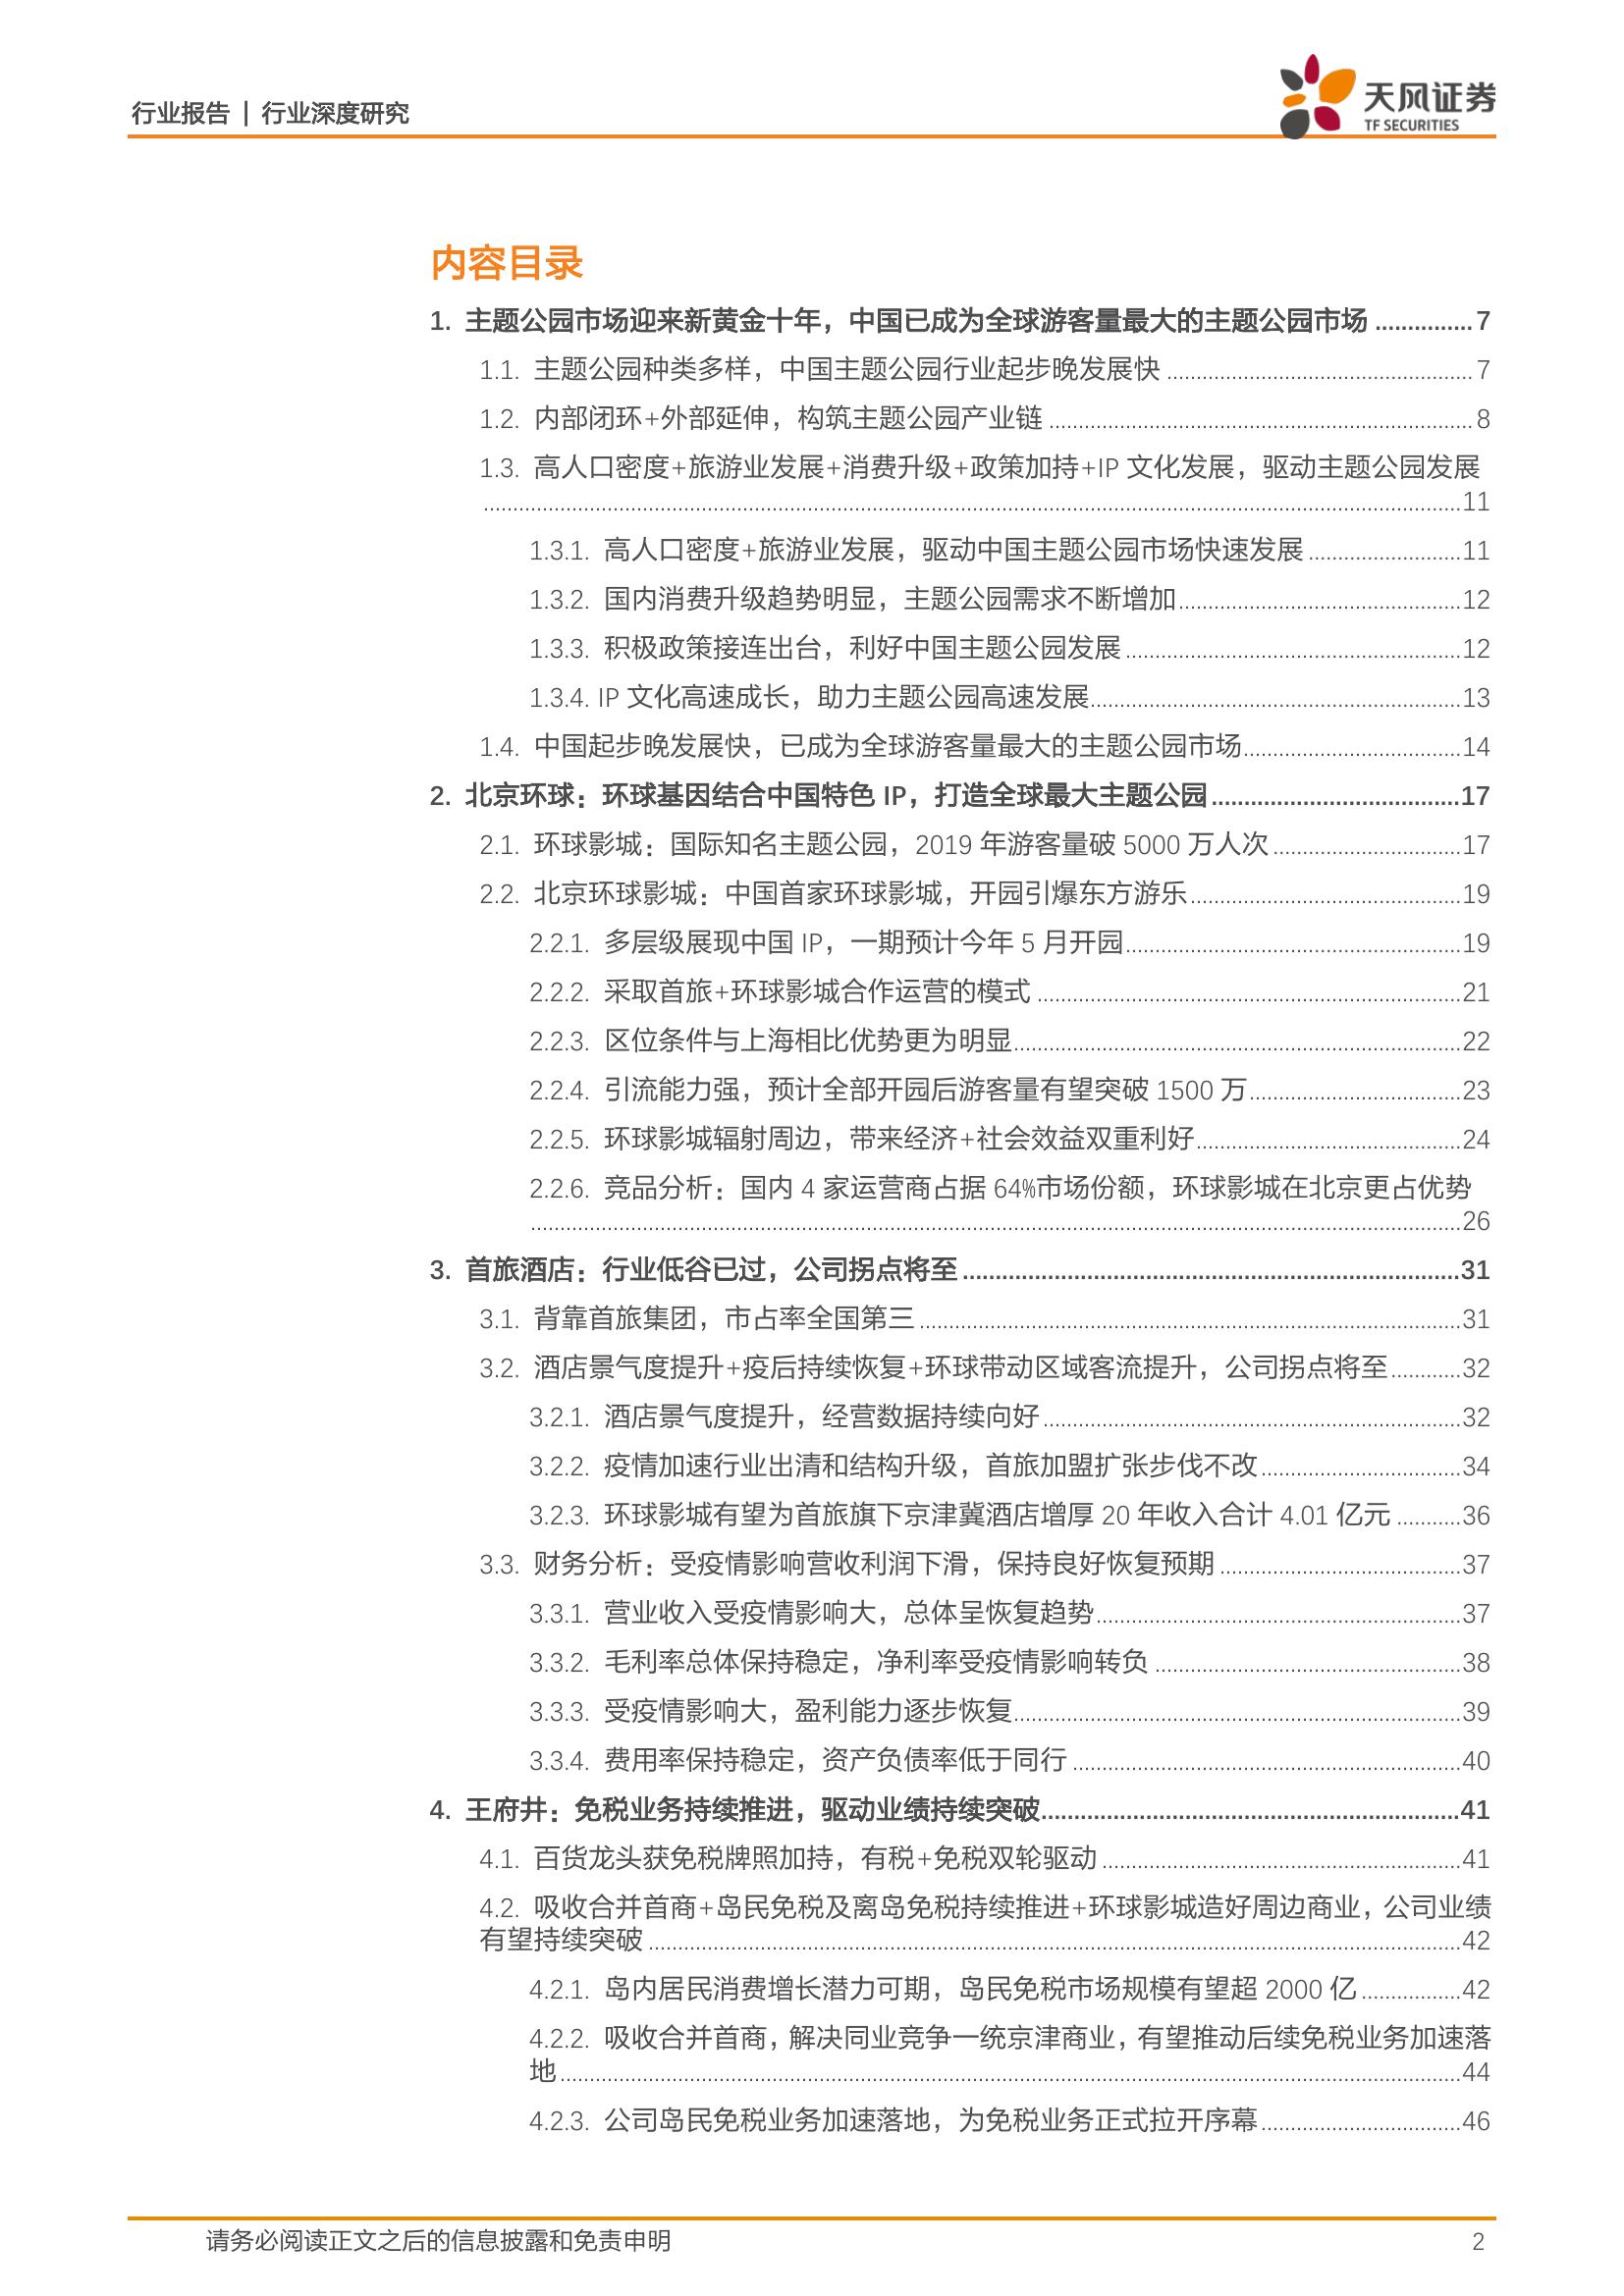 行业报告 | 行业深度研究
天风证券
TF SECURITIES
内容目录
1. 主题公园市场迎来新黄金十年，中国已成为全球游客量最大的主题公园市场 ...............7
1.1. 主题公园种类多样，中国主题公园行业起步晚发展快 ...............7
1.2. 内部闭环+外部延伸，构筑主题公园产业链 ...............8
1.3. 高人口密度+旅游业发展+消费升级+政策加持+IP 文化发展，驱动主题公园发展
...............11
1.3.1. 高人口密度+旅游业发展，驱动中国主题公园市场快速发展 ...............11
1.3.2. 国内消费升级趋势明显，主题公园需求不断增加...............12
1.3.3. 积极政策接连出台，利好中国主题公园发展 ...............12
1.3.4. IP 文化高速成长，助力主题公园高速发展...............13
1.4. 中国起步晚发展快，已成为全球游客量最大的主题公园市场...............14
2. 北京环球：环球基因结合中国特色 IP，打造全球最大主题公园...............17
2.1. 环球影城：国际知名主题公园，2019 年游客量破 5000 万人次...............17
2.2. 北京环球影城：中国首家环球影城，开园引爆东方游乐...............19
2.2.1. 多层级展现中国 IP，一期预计今年 5 月开园...............19
2.2.2. 采取首旅+环球影城合作运营的模式 ...............21
2.2.3. 区位条件与上海相比优势更为明显...............22
2.2.4. 引流能力强，预计全部开园后游客量有望突破 1500 万...............23
2.2.5. 环球影城辐射周边，带来经济+社会效益双重利好...............24
2.2.6. 竞品分析：国内 4 家运营商占据 64%市场份额，环球影城在北京更占优势
...............26
3. 首旅酒店：行业低谷已过，公司拐点将至...............31
3.1. 背靠首旅集团，市占率全国第三...............31
3.2. 酒店景气度提升+疫后持续恢复+环球带动区域客流提升，公司拐点将至...............32
3.2.1. 酒店景气度提升，经营数据持续向好...............32
3.2.2. 疫情加速行业出清和结构升级，首旅加盟扩张步伐不改...............34
3.2.3. 环球影城有望为首旅旗下京津冀酒店增厚 20 年收入合计 4.01 亿元 ...............36
3.3. 财务分析：受疫情影响营收利润下滑，保持良好恢复预期 ...............37
3.3.1. 营业收入受疫情影响大，总体呈恢复趋势...............37
3.3.2. 毛利率总体保持稳定，净利率受疫情影响转负 ...............38
3.3.3. 受疫情影响大，盈利能力逐步恢复...............39
3.3.4. 费用率保持稳定，资产负债率低于同行 ...............40
4. 王府井：免税业务持续推进，驱动业绩持续突破...............41
4.1. 百货龙头获免税牌照加持，有税+免税双轮驱动 ...............41
4.2. 吸收合并首商+岛民免税及离岛免税持续推进+环球影城造好周边商业，公司业绩
有望持续突破 ...............42
4.2.1. 岛内居民消费增长潜力可期，岛民免税市场规模有望超 2000 亿...............42
4.2.2. 吸收合并首商，解决同业竞争一统京津商业，有望推动后续免税业务加速落
地...............44
4.2.3. 公司岛民免税业务加速落地，为免税业务正式拉开序幕...............46
请务必阅读正文之后的信息披露和免责申明
2